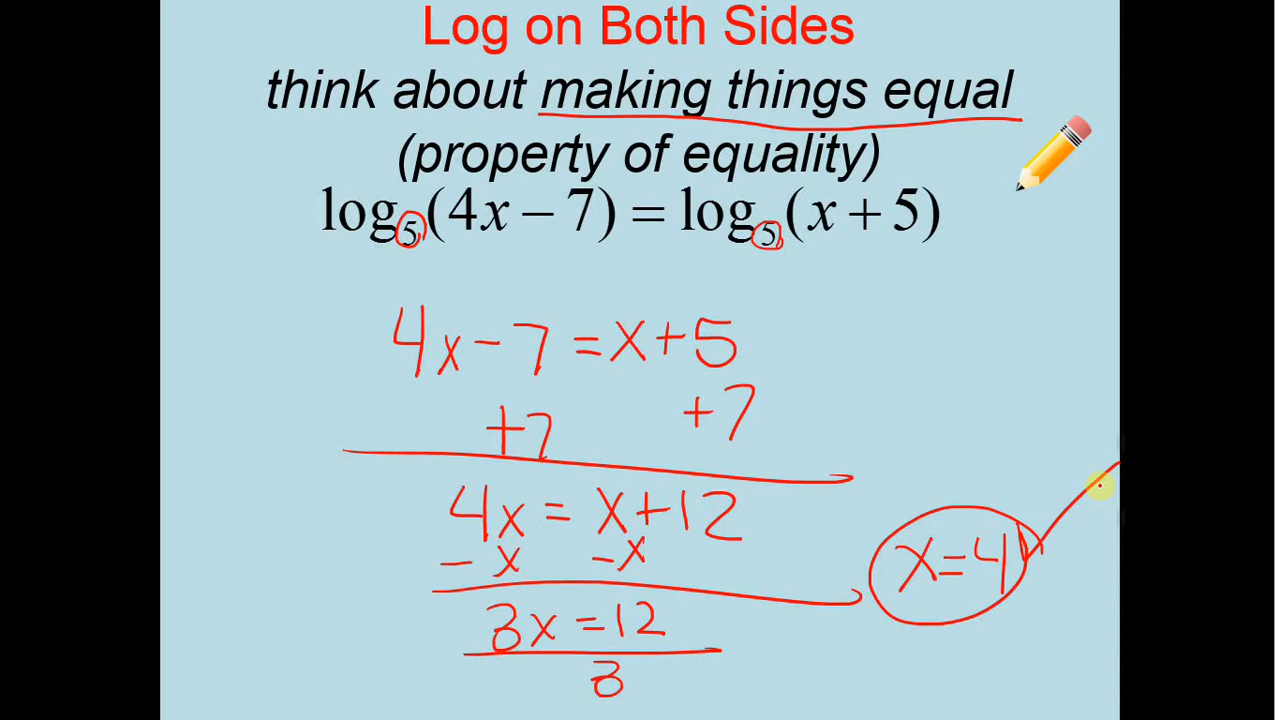 Log on Both Sides
think about making things equal
(property of equality)
log₅(4x − 7) = log₅(x + 5)
4x - 7 = x + 5
+7 +7
4x = x + 12
- x - x
3x = 12
3
x = 4